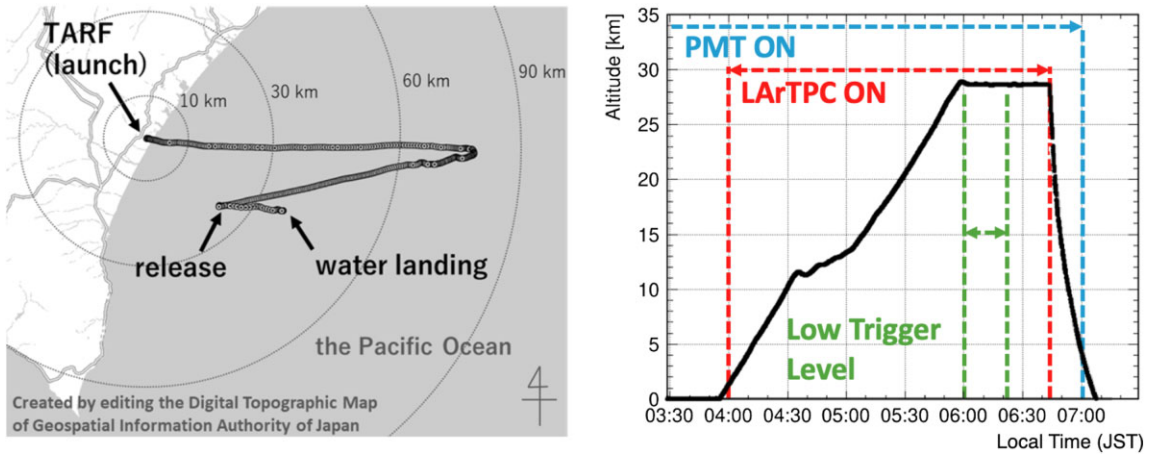 TARF
(launch)
10 km
30 km
60 km
90 km
release
water landing
the Pacific Ocean
4
Created by editing the Digital Topographic Map
of Geospatial Information Authority of Japan
Altitude [km]
35
30
25
20
15
10
5
0
PMT ON
LArTPC ON
Low Trigger
Level
03:30 04:00 04:30 05:00 05:30 06:00 06:30 07:00
Local Time (JST)